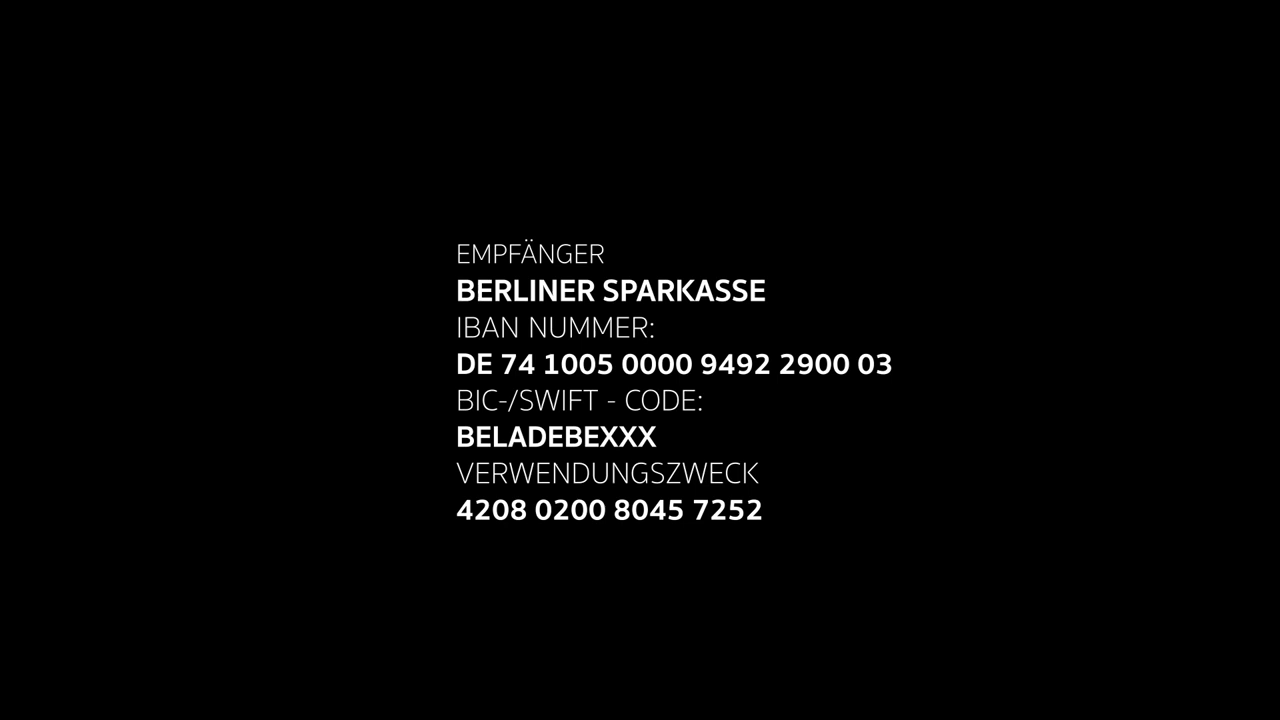 EMPFÄNGER
BERLINER SPARKASSE
IBAN NUMMER:
DE 74 1005 0000 9492 2900 03
BIC-/SWIFT - CODE:
BELADEBEXXX
VERWENDUNGSZWECK
4208 0200 8045 7252